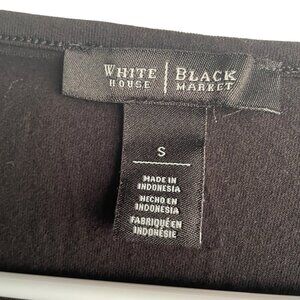 WHITE | BLACK
HOUSE | MARKET
S
MADE IN
INDONESIA
HECHO EN
INDONESIA
FABRIQUÉ EN
INDONÉSIE